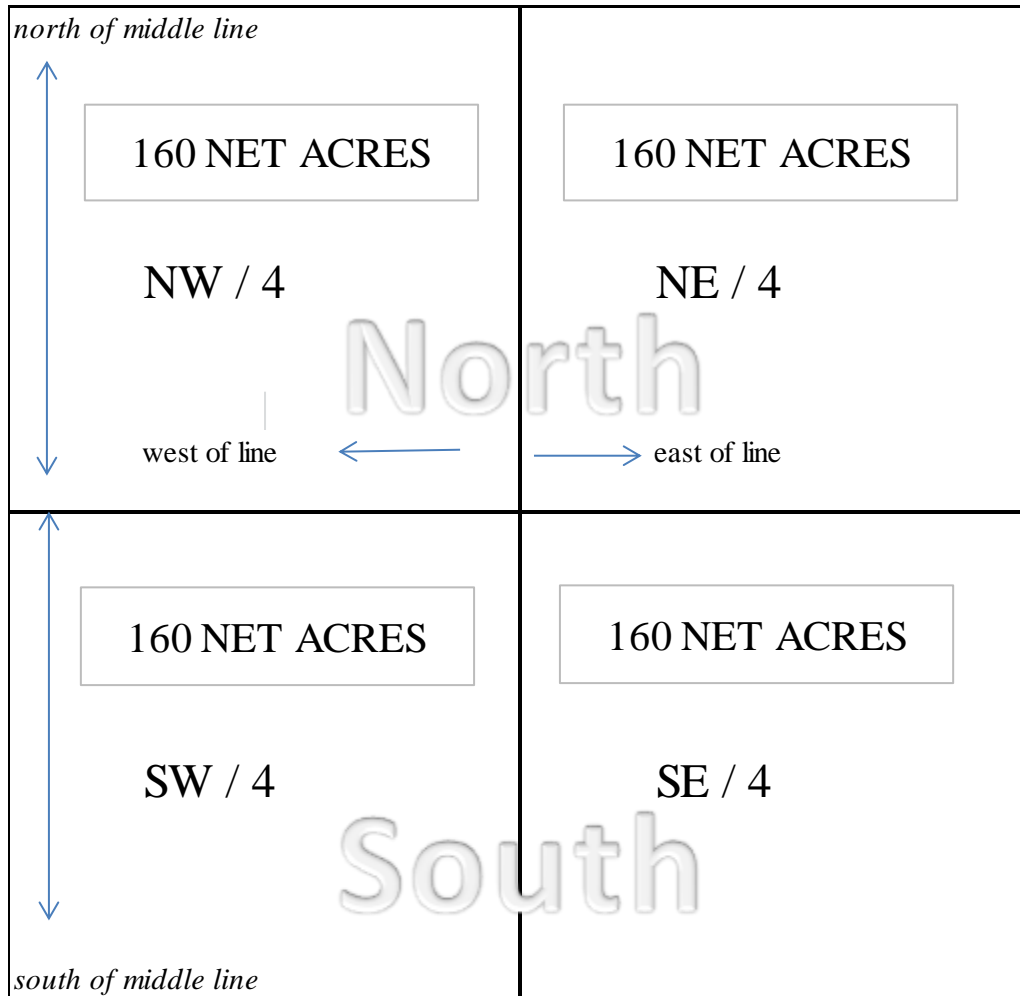 north of middle line
160 NET ACRES
160 NET ACRES
NW / 4
NE / 4
North
west of line
east of line
160 NET ACRES
160 NET ACRES
SW / 4
SE / 4
South
south of middle line